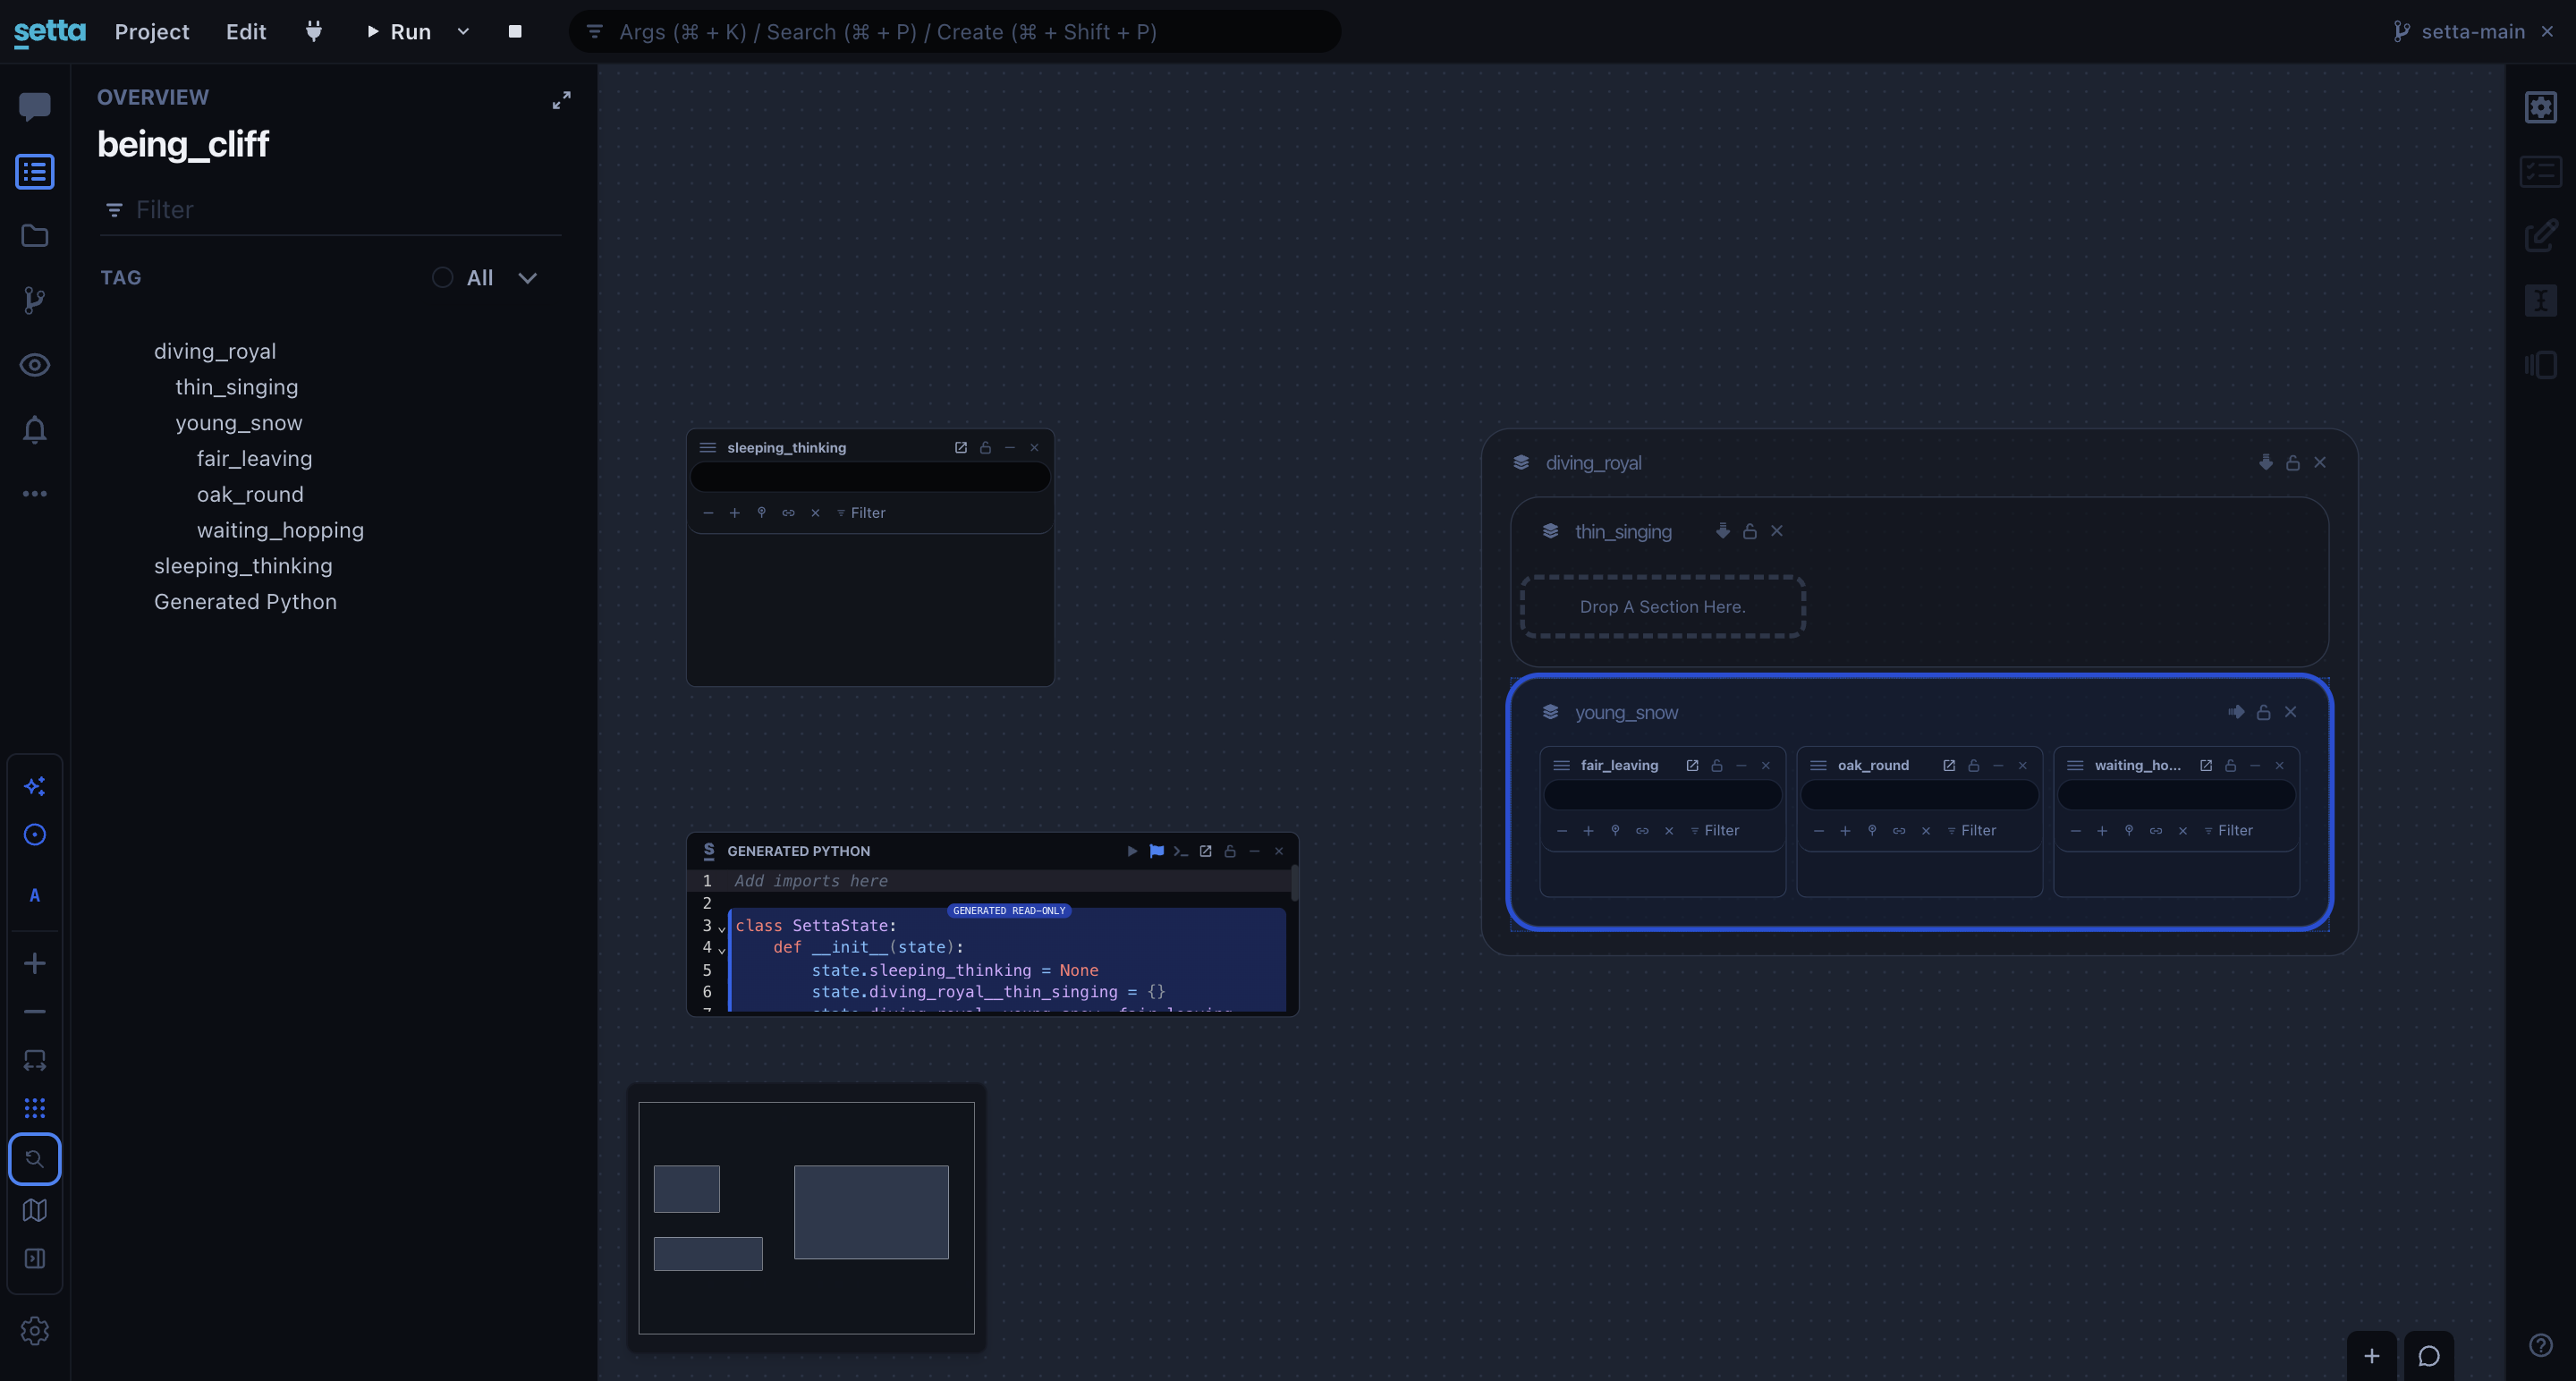 setta Project Edit Run Args (⌘ + K) / Search (⌘ + P) / Create (⌘ + Shift + P) setta-main
OVERVIEW
being_cliff
Filter
TAG All
diving_royal
thin_singing
young_snow
fair_leaving
oak_round
waiting_hopping
sleeping_thinking
Generated Python
A
sleeping_thinking
Filter
GENERATED PYTHON
1 Add imports here
2
GENERATED READ-ONLY
3 class SettaState:
4 def __init__(state):
5 state.sleeping_thinking = None
6 state.diving_royal__thin_singing = {}
7 state.diving_royal__young_snow__fair_leaving
diving_royal
thin_singing
Drop A Section Here.
young_snow
fair_leaving oak_round waiting_ho...
Filter Filter Filter